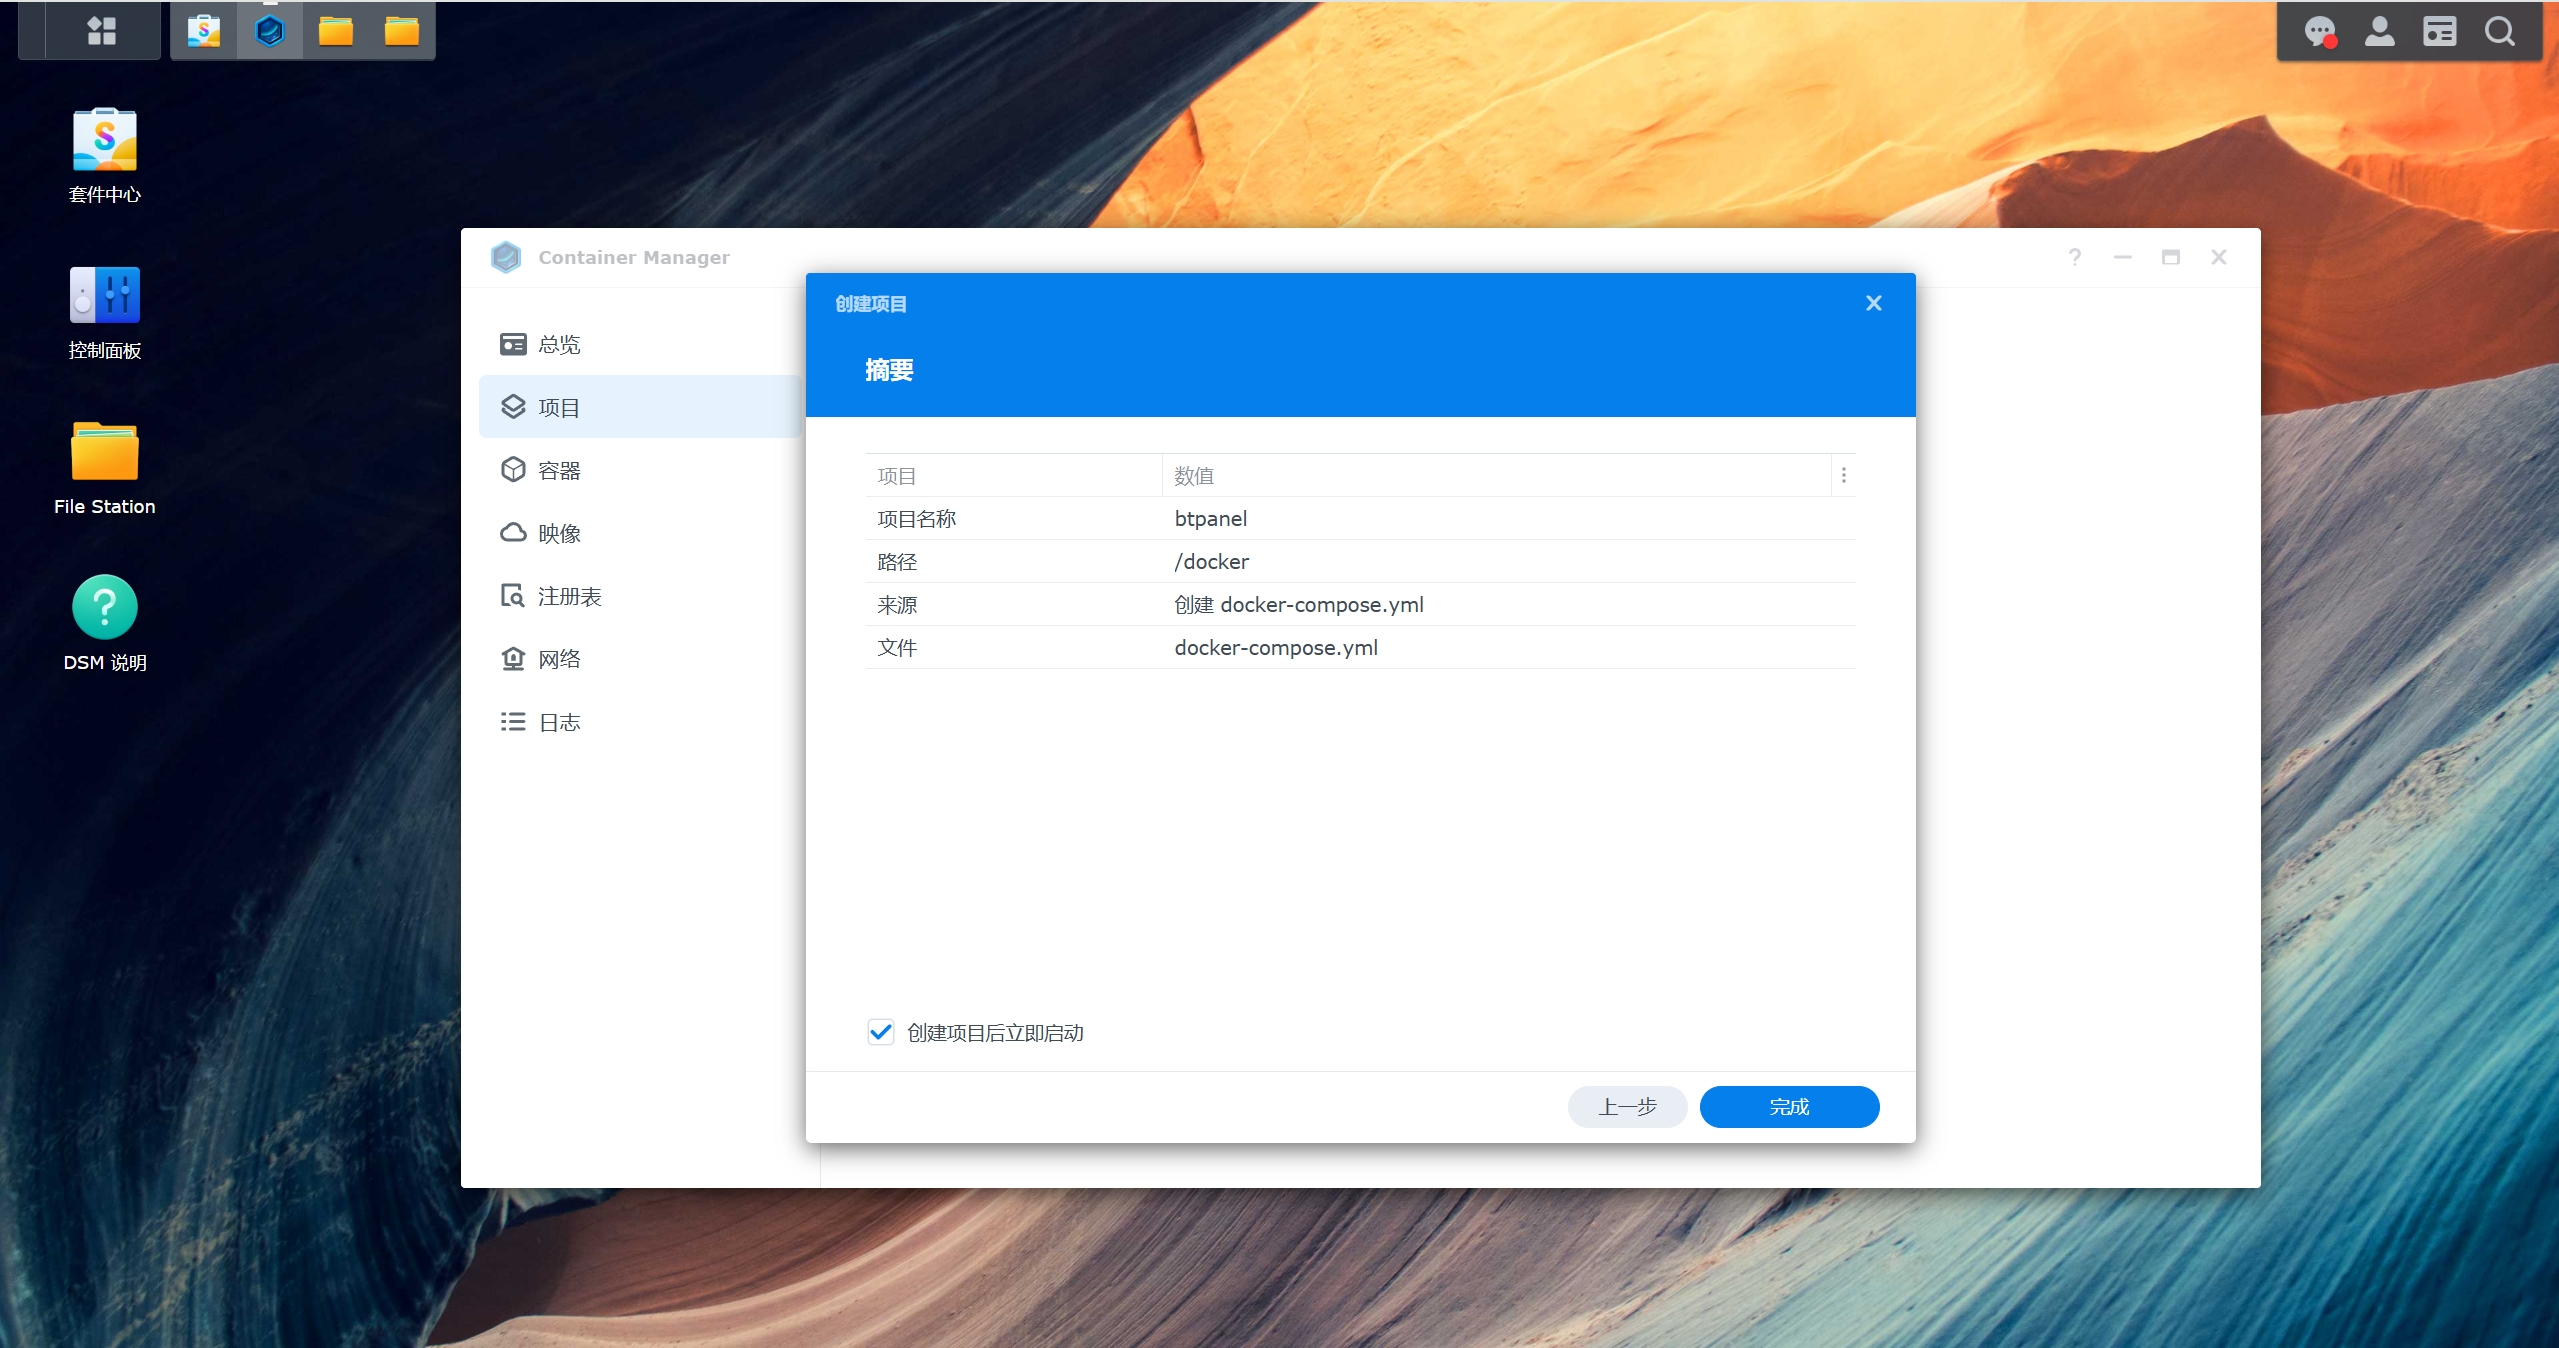 套件中心
控制面板
File Station
DSM 说明
Container Manager
总览
项目
容器
映像
注册表
网络
日志
创建项目
摘要
项目 数值
项目名称 btpanel
路径 /docker
来源 创建 docker-compose.yml
文件 docker-compose.yml
创建项目后立即启动
上一步 完成